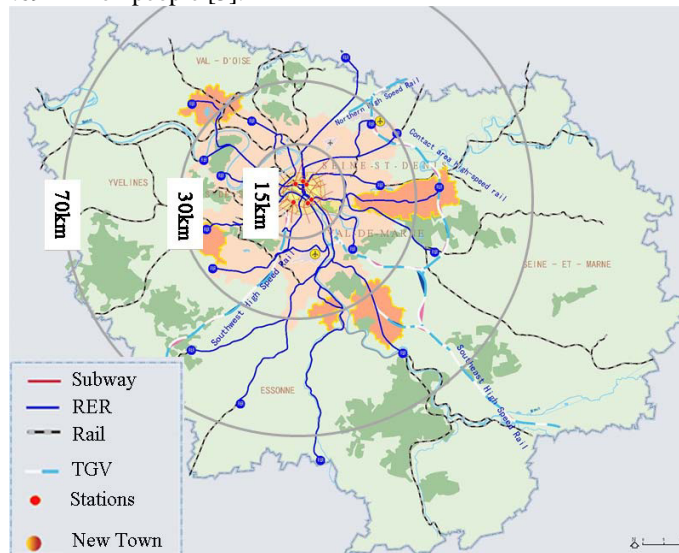 VAL - D'OISE
Northern High Speed Rail
Contact area high-speed rail
SEINE-ST-DEN
YVELINES
70km
30km
15km
AL-DE-MARNE
SEINE - ET - MARNE
Southwest High Speed Rail
Southeast High Speed Rail
ESSONNE
Subway
RER
Rail
TGV
Stations
New Town